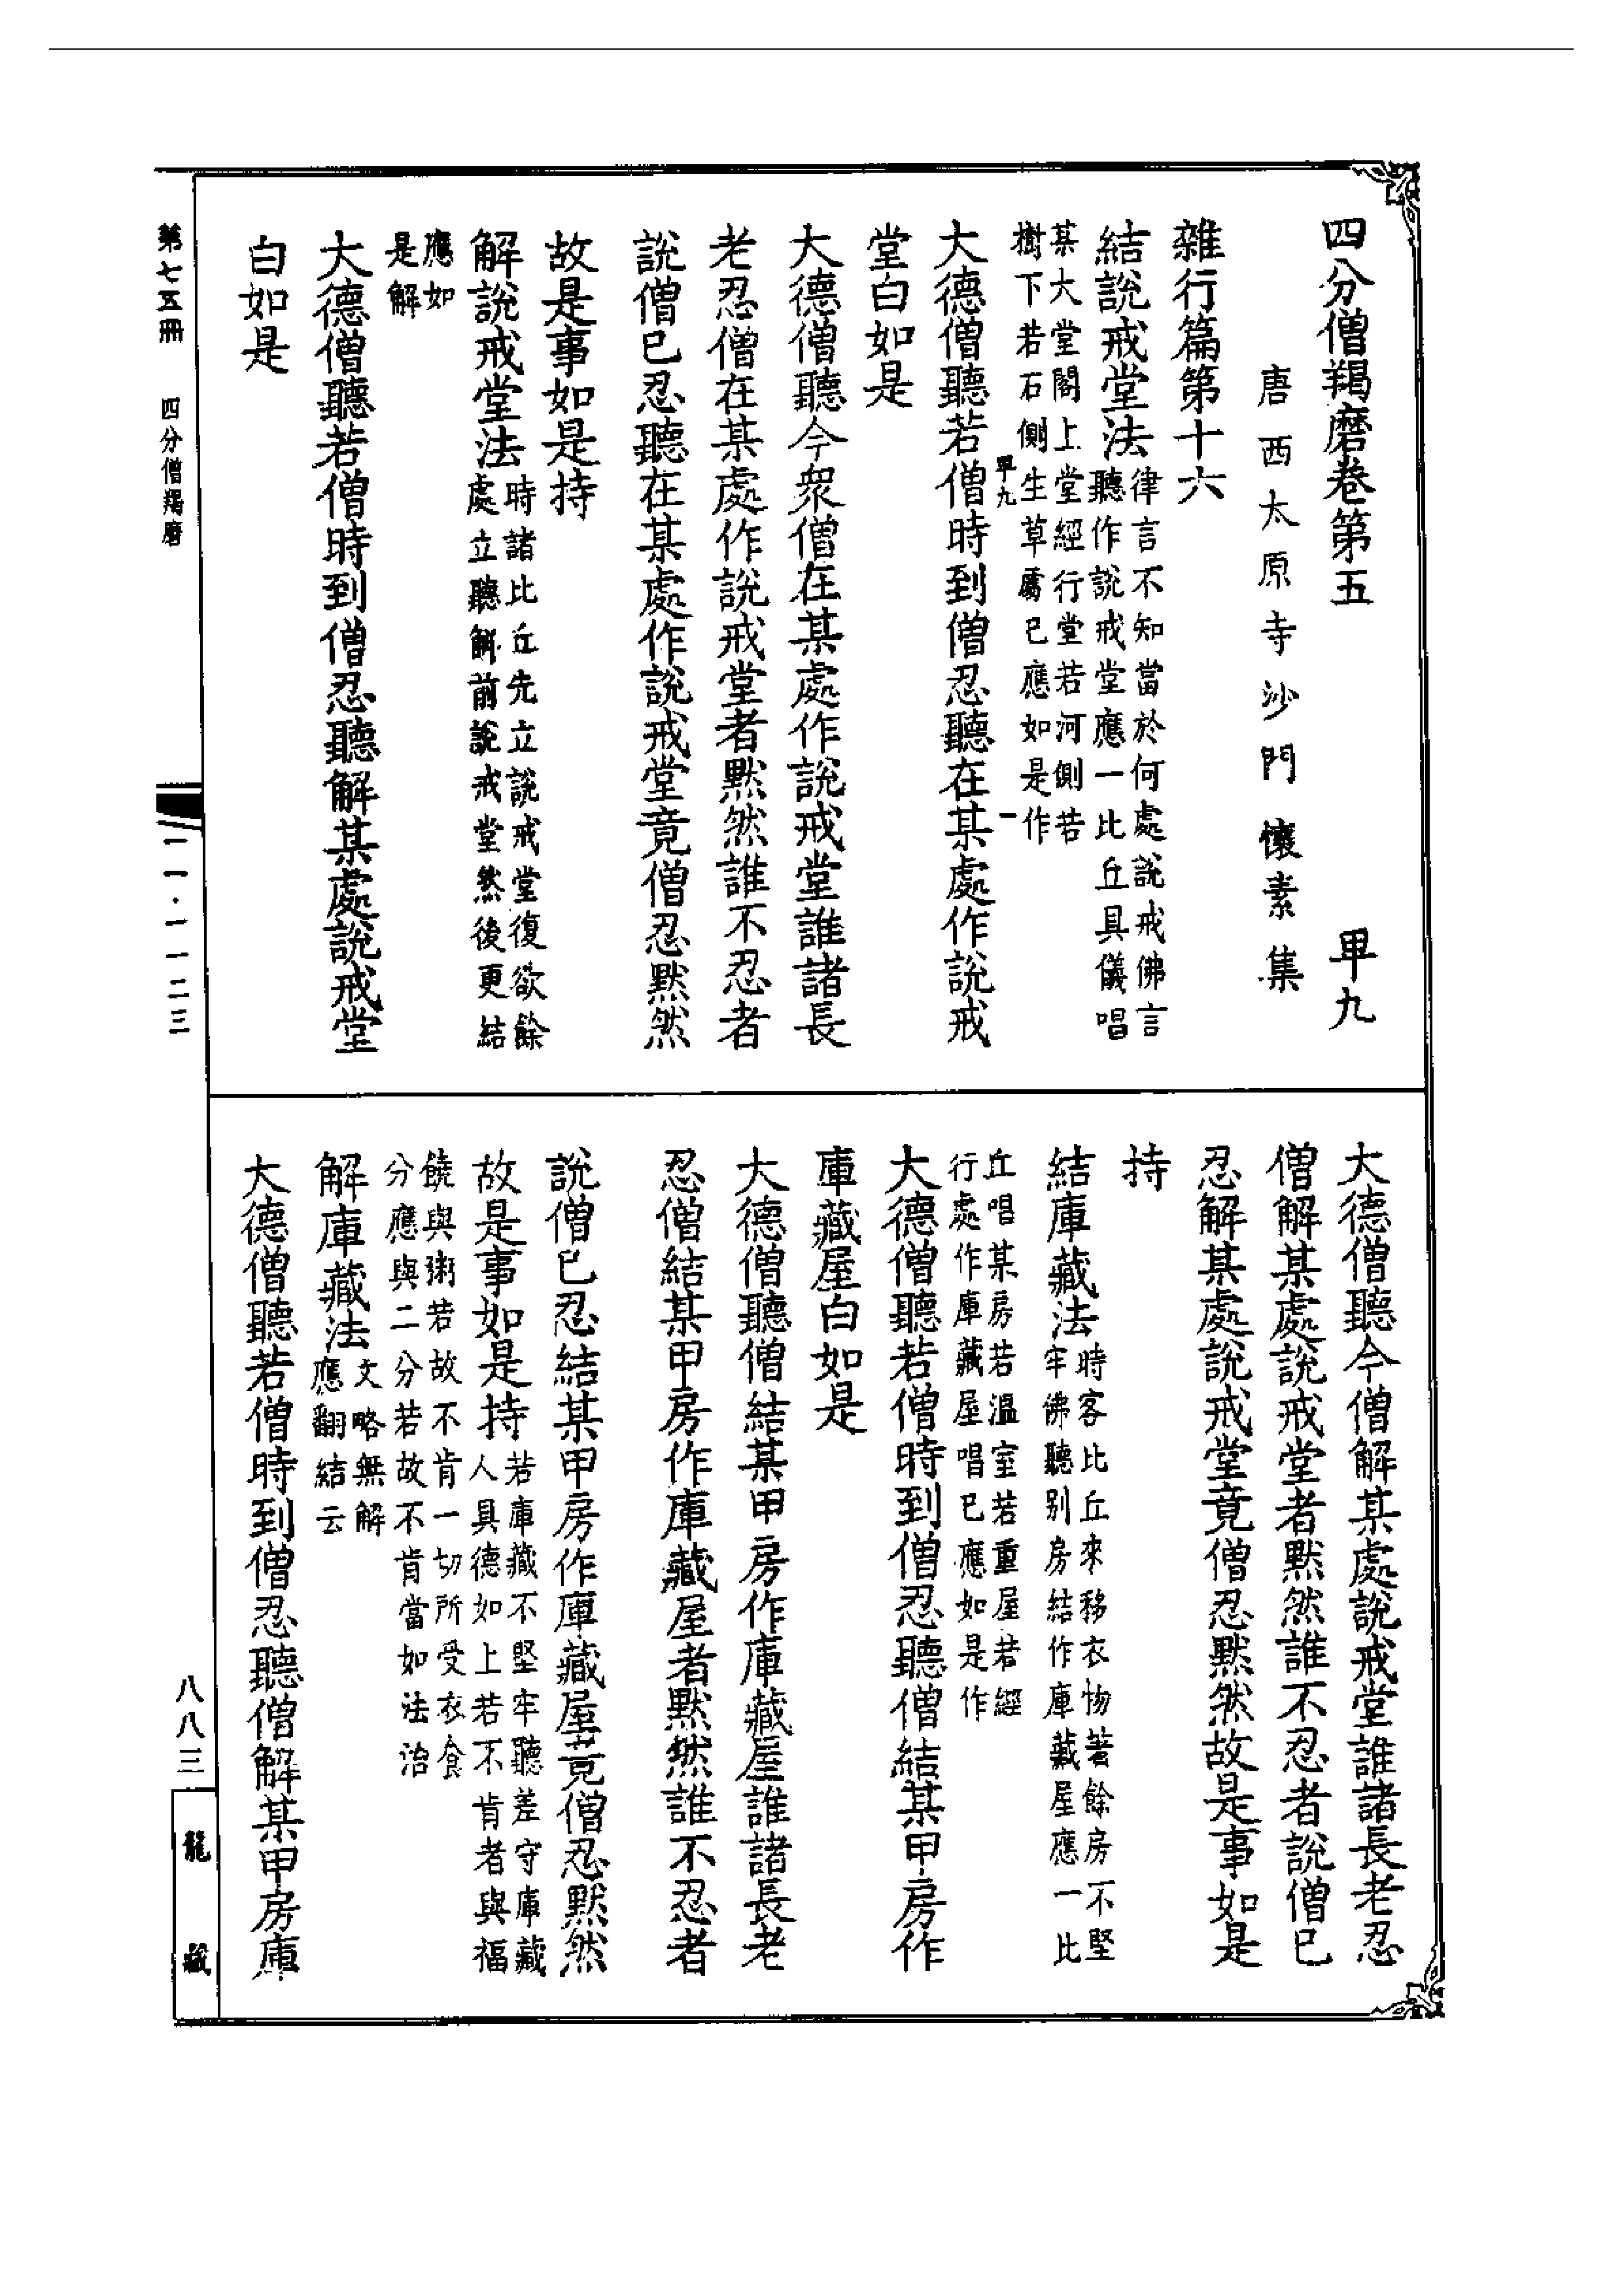 四分僧羯磨卷第五　卑九
唐西太原寺沙門懷素集
雜行篇第十六
結說戒堂法
律言不知當於何處說戒佛言
聽作說戒堂應一比丘具儀唱
某大堂閣上堂經行堂若河側若
樹下若石側生草𠪱已應如是作
卑九　一
大德僧聽若僧時到僧忍聽在某處作說戒
堂白如是
大德僧聽今眾僧在某處作說戒堂誰諸長
老忍僧在某處作說戒堂者默然誰不忍者
說僧已忍聽在某處作說戒堂竟僧忍默然
故是事如是持
解說戒堂法
時諸比丘先立說戒堂復欲餘
處立聽解前說戒堂然後更結
應如
是解
大德僧聽若僧時到僧忍聽解某處說戒堂
白如是
第七五冊　四分僧羯磨　一一·一一二三
大德僧聽今僧解某處說戒堂誰諸長老忍
僧解某處說戒堂者默然誰不忍者說僧已
忍解某處說戒堂竟僧忍默然故是事如是
持
結庫藏法
時客比丘來移衣物著餘房不堅
牢佛聽別房結作庫藏屋應一比
丘唱某房若溫室若重屋若經
行處作庫藏屋唱已應如是作
大德僧聽若僧時到僧忍聽僧結某甲房作
庫藏屋白如是
大德僧聽僧結某甲房作庫藏屋誰諸長老
忍僧結某甲房作庫藏屋者默然誰不忍者
說僧已忍結某甲房作庫藏屋竟僧忍默然
故是事如是持
若庫藏不堅牢聽差守庫藏
人具德如上若不肯者與福
饒與粥若故不肯一切所受衣食
分應與二分若故不肯當如法治
解庫藏法
文略無解
應翻結云
大德僧聽若僧時到僧忍聽僧解某甲房庫
八八三
龍藏